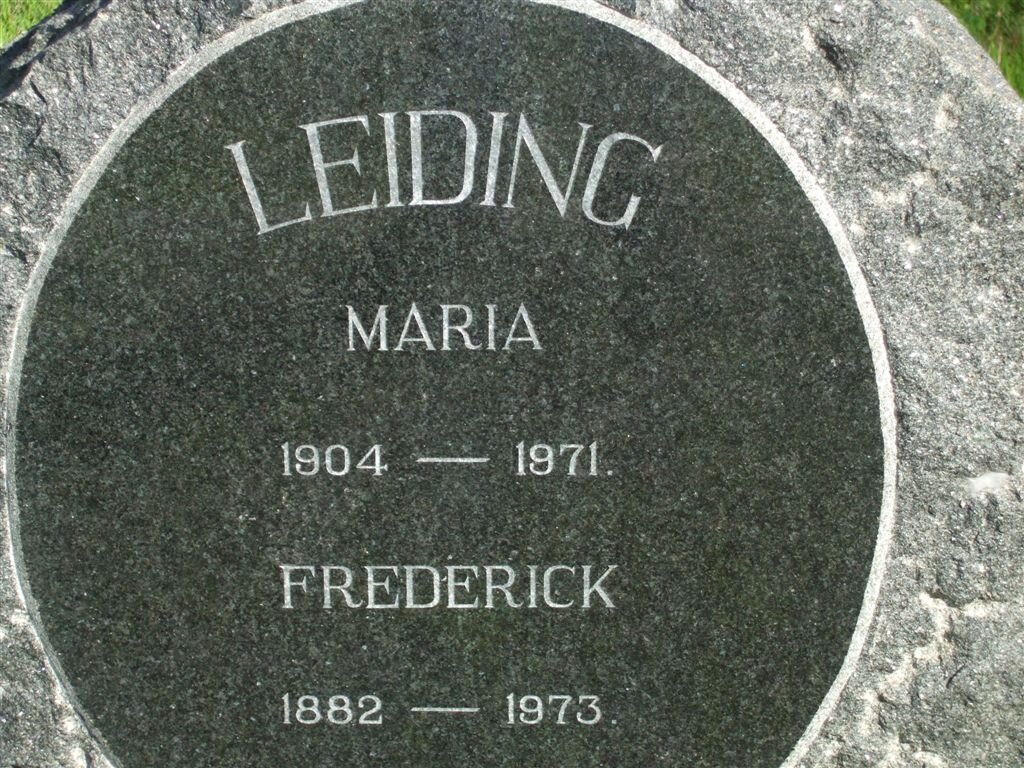 LEIDING
MARIA
1904 — 1971.
FREDERICK
1882 — 1973.